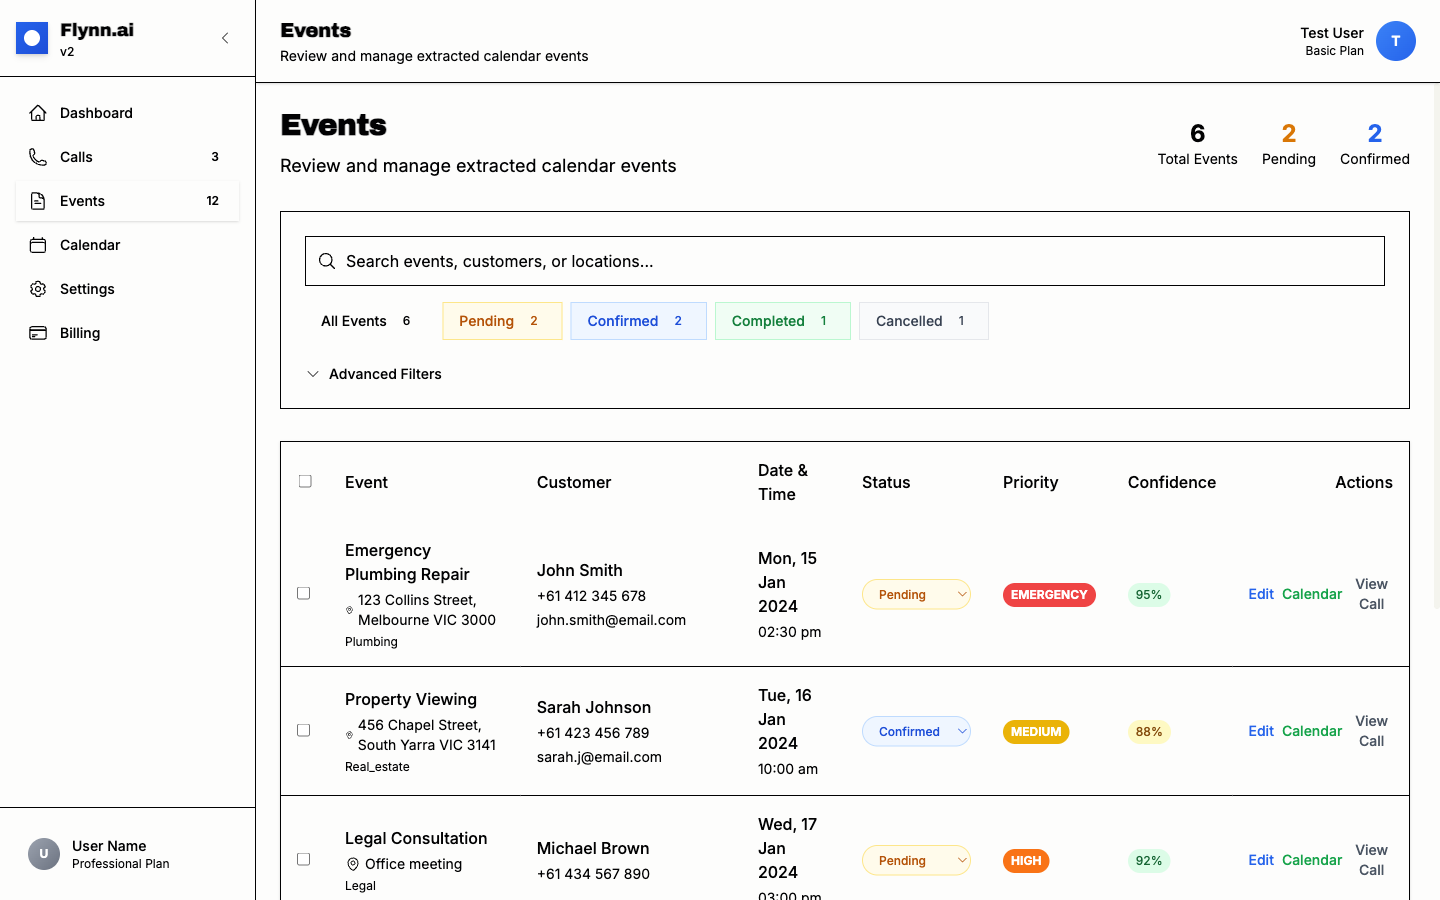 Flynn.ai
v2
Dashboard
Calls 3
Events 12
Calendar
Settings
Billing
U
User Name
Professional Plan
Events
Review and manage extracted calendar events
Test User
Basic Plan
T
Events
Review and manage extracted calendar events
6
Total Events
2
Pending
2
Confirmed
Search events, customers, or locations...
All Events 6 Pending 2 Confirmed 2 Completed 1 Cancelled 1
Advanced Filters
Event Customer Date & Time Status Priority Confidence Actions
Emergency
Plumbing Repair
123 Collins Street,
Melbourne VIC 3000
Plumbing
John Smith
+61 412 345 678
john.smith@email.com
Mon, 15
Jan
2024
02:30 pm
Pending
EMERGENCY
95%
Edit Calendar View Call
Property Viewing
456 Chapel Street,
South Yarra VIC 3141
Real_estate
Sarah Johnson
+61 423 456 789
sarah.j@email.com
Tue, 16
Jan
2024
10:00 am
Confirmed
MEDIUM
88%
Edit Calendar View Call
Legal Consultation
Office meeting
Legal
Michael Brown
+61 434 567 890
Wed, 17
Jan
2024
03:00 pm
Pending
HIGH
92%
Edit Calendar View Call